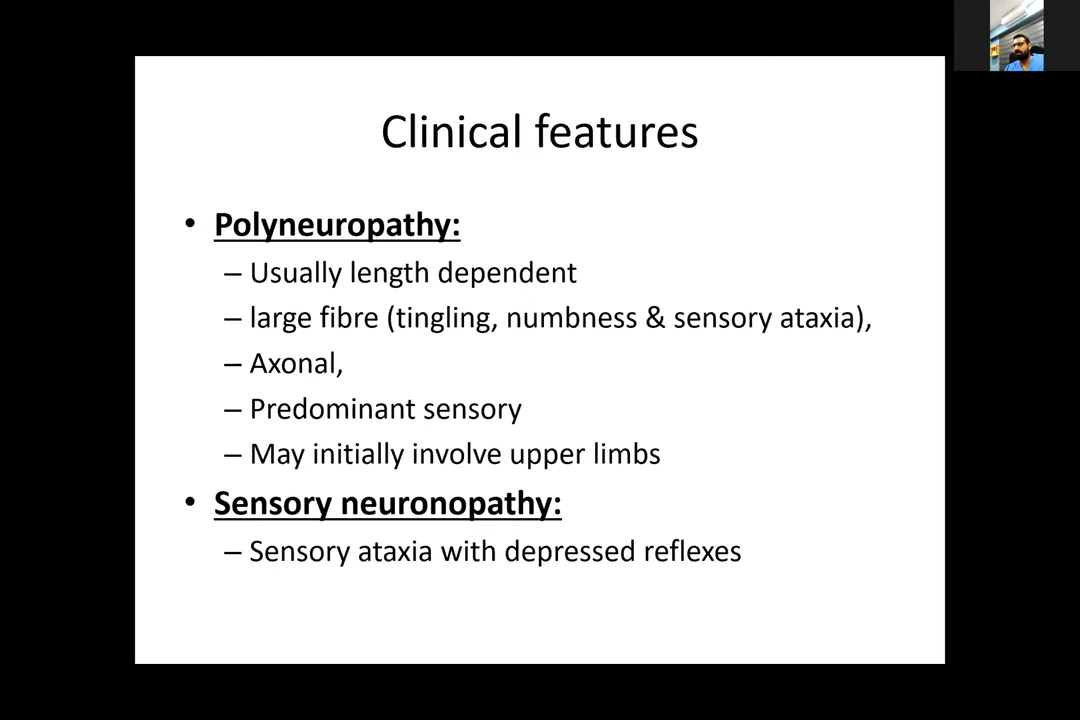 Clinical features
• Polyneuropathy:
– Usually length dependent
– large fibre (tingling, numbness & sensory ataxia),
– Axonal,
– Predominant sensory
– May initially involve upper limbs
• Sensory neuronopathy:
– Sensory ataxia with depressed reflexes